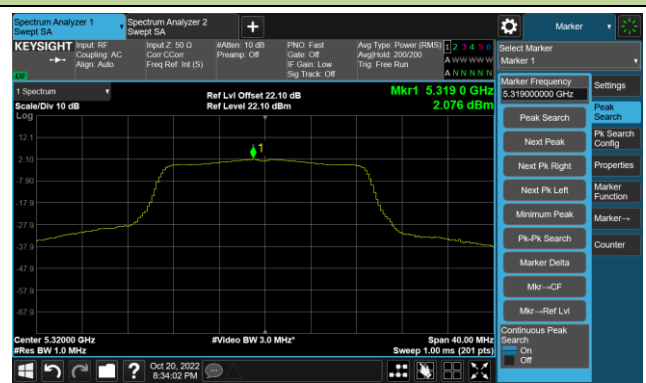 Spectrum Analyzer 1
Swept SA
Spectrum Analyzer 2
Swept SA
+
Marker
KEYSIGHT
Input: RF
Coupling: AC
Align: Auto
Input Z: 50 Ω
Corr CCorr
Freq Ref: Int (S)
#Atten: 10 dB
Preamp: Off
PNO: Fast
Gate: Off
IF Gain: Low
Sig Track: Off
Avg Type: Power (RMS)
Avg|Hold: 200/200
Trig: Free Run
1 2 3 4 5 6
A W W W W W
A N N N N N
LV
Select Marker
Marker 1
1 Spectrum
Scale/Div 10 dB
Log
Ref Lvl Offset 22.10 dB
Ref Level 22.10 dBm
Mkr1 5.319 0 GHz
2.076 dBm
12.1
2.10
-7.90
-17.9
-27.9
-37.9
-47.9
-57.9
-67.9
1
Center 5.32000 GHz
#Res BW 1.0 MHz
#Video BW 3.0 MHz*
Span 40.00 MHz
Sweep 1.00 ms (201 pts)
Marker Frequency
5.319000000 GHz
Peak Search
Next Peak
Next Pk Right
Next Pk Left
Minimum Peak
Pk-Pk Search
Marker Delta
Mkr→CF
Mkr→Ref Lvl
Continuous Peak
Search
On
Off
Settings
Peak
Search
Pk Search
Config
Properties
Marker
Function
Marker→
Counter
?
Oct 20, 2022
8:34:02 PM